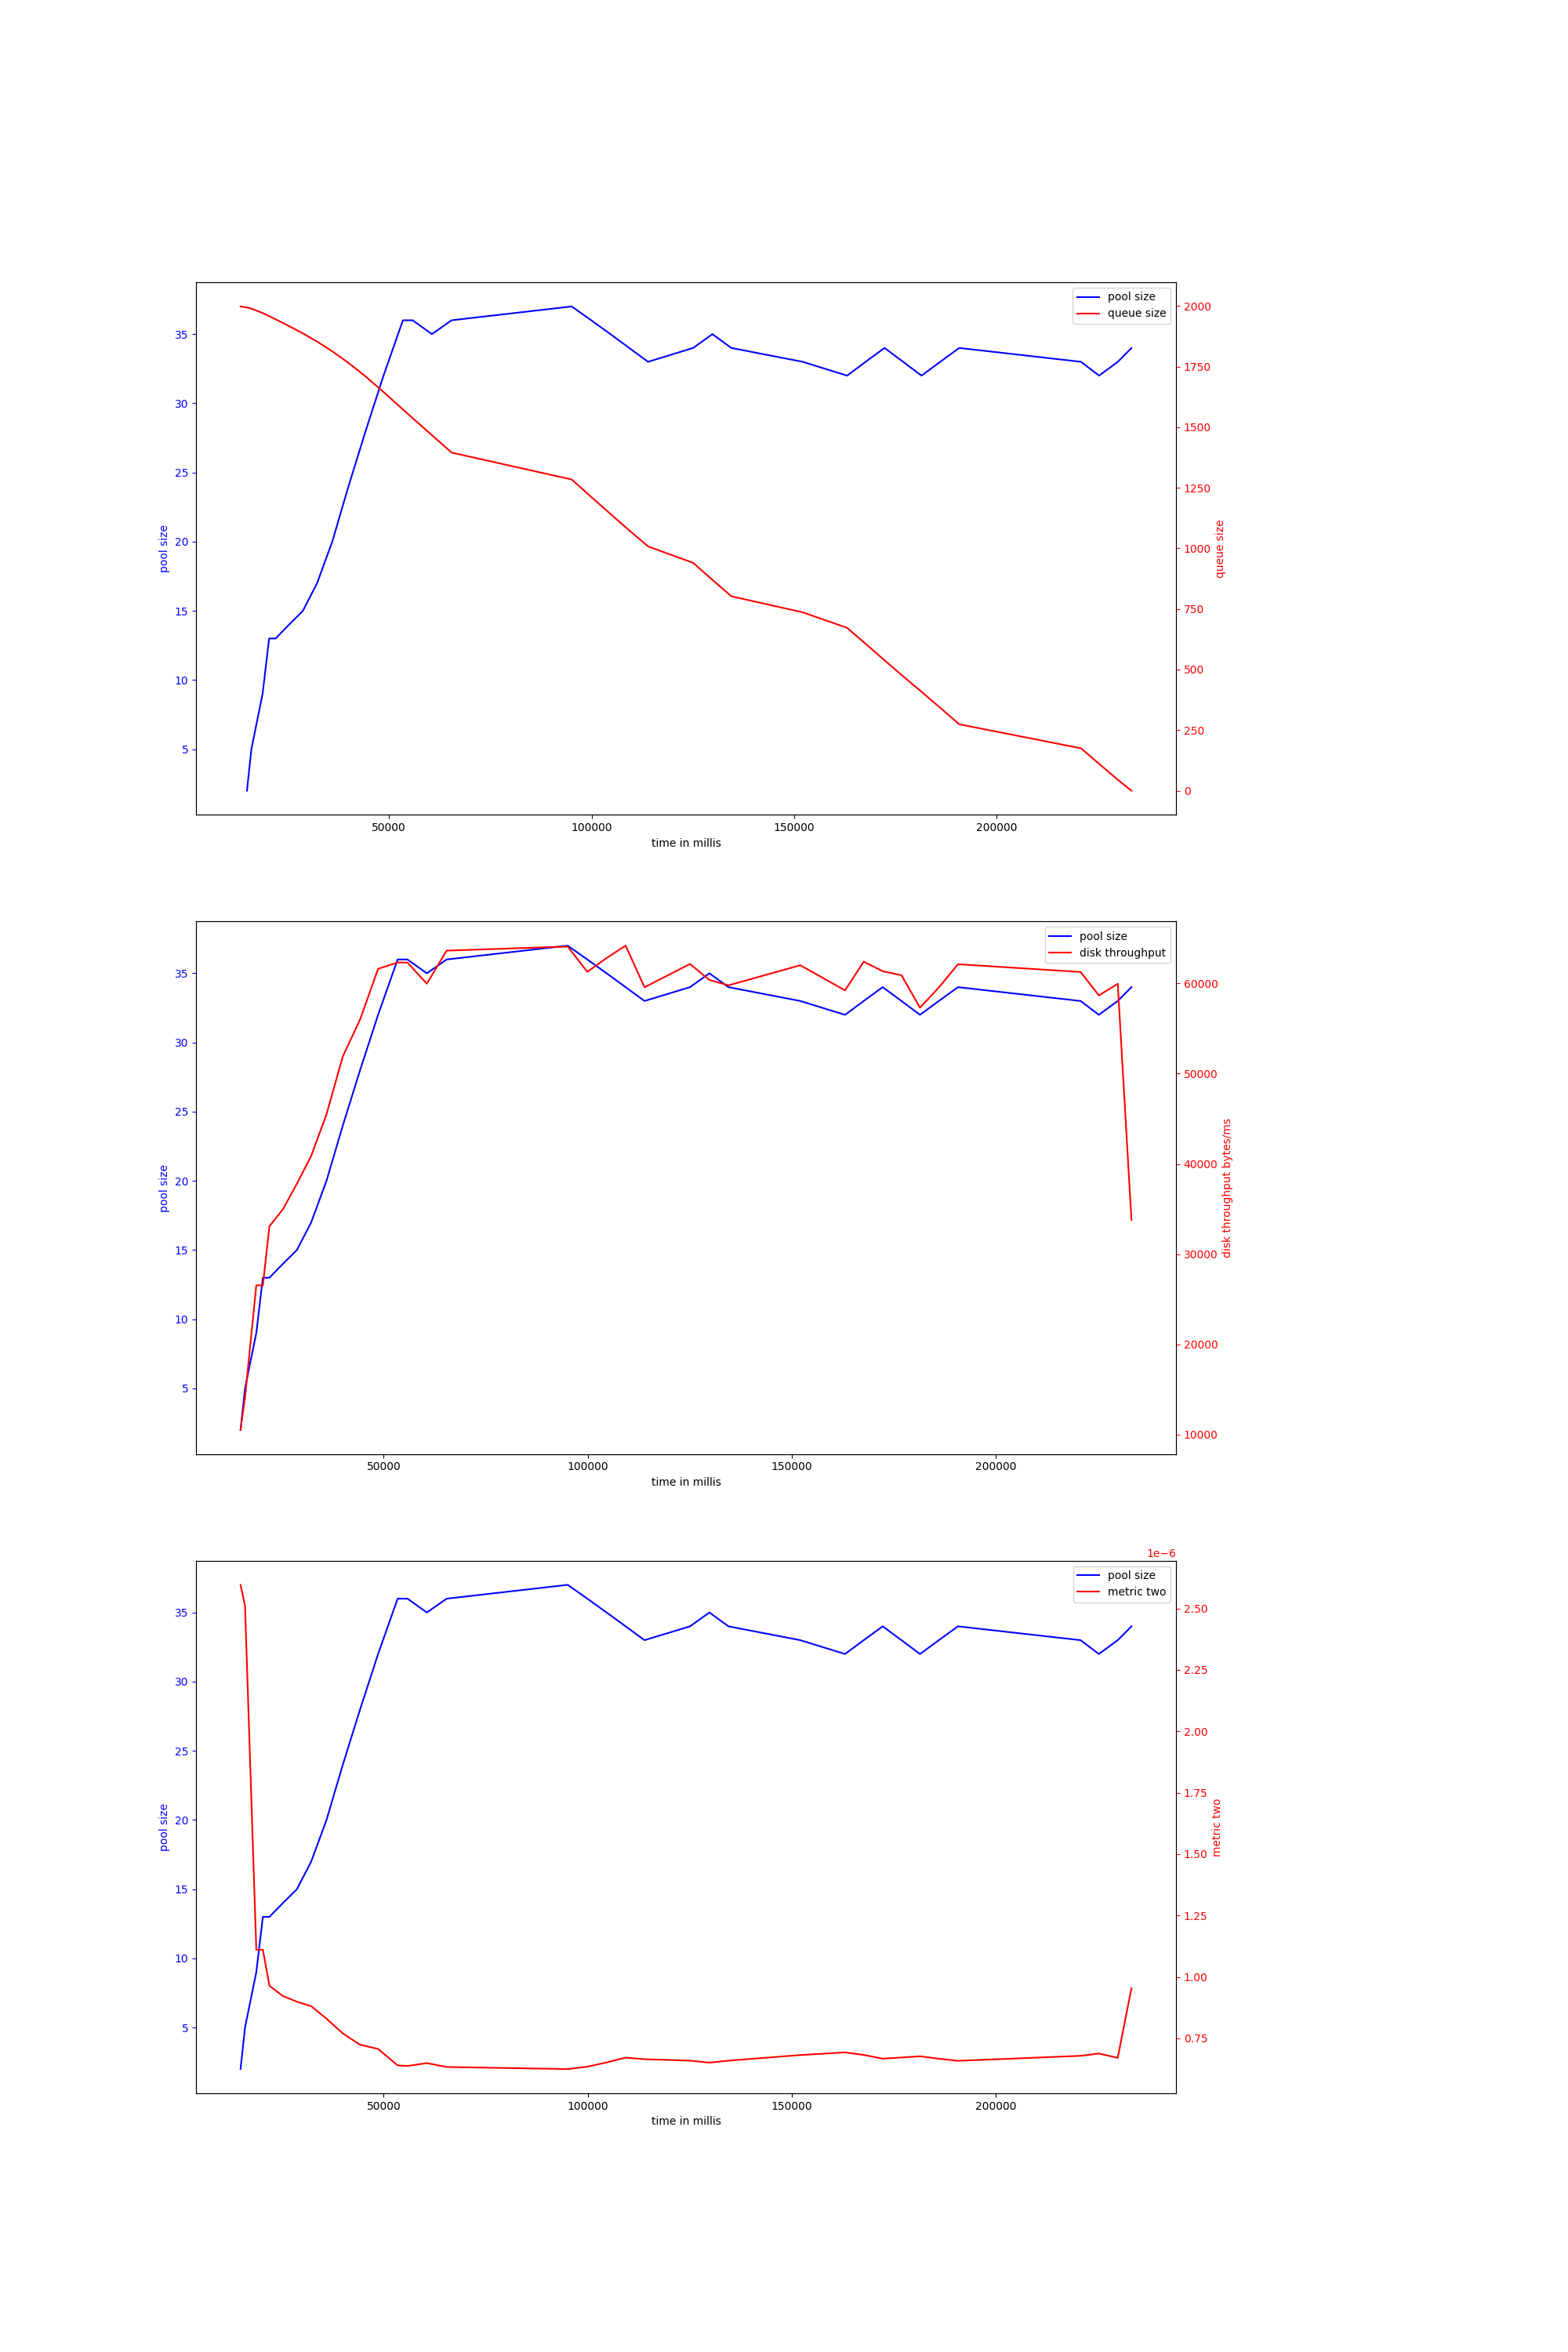 pool size
queue size
35
30
25
20
15
10
5
pool size
2000
1750
1500
1250
1000
750
500
250
0
queue size
50000 100000 150000 200000
time in millis
pool size
disk throughput
35
30
25
20
15
10
5
pool size
60000
50000
40000
30000
20000
10000
disk throughput bytes/ms
50000 100000 150000 200000
time in millis
1e−6
pool size
metric two
35
30
25
20
15
10
5
pool size
2.50
2.25
2.00
1.75
1.50
1.25
1.00
0.75
metric two
50000 100000 150000 200000
time in millis